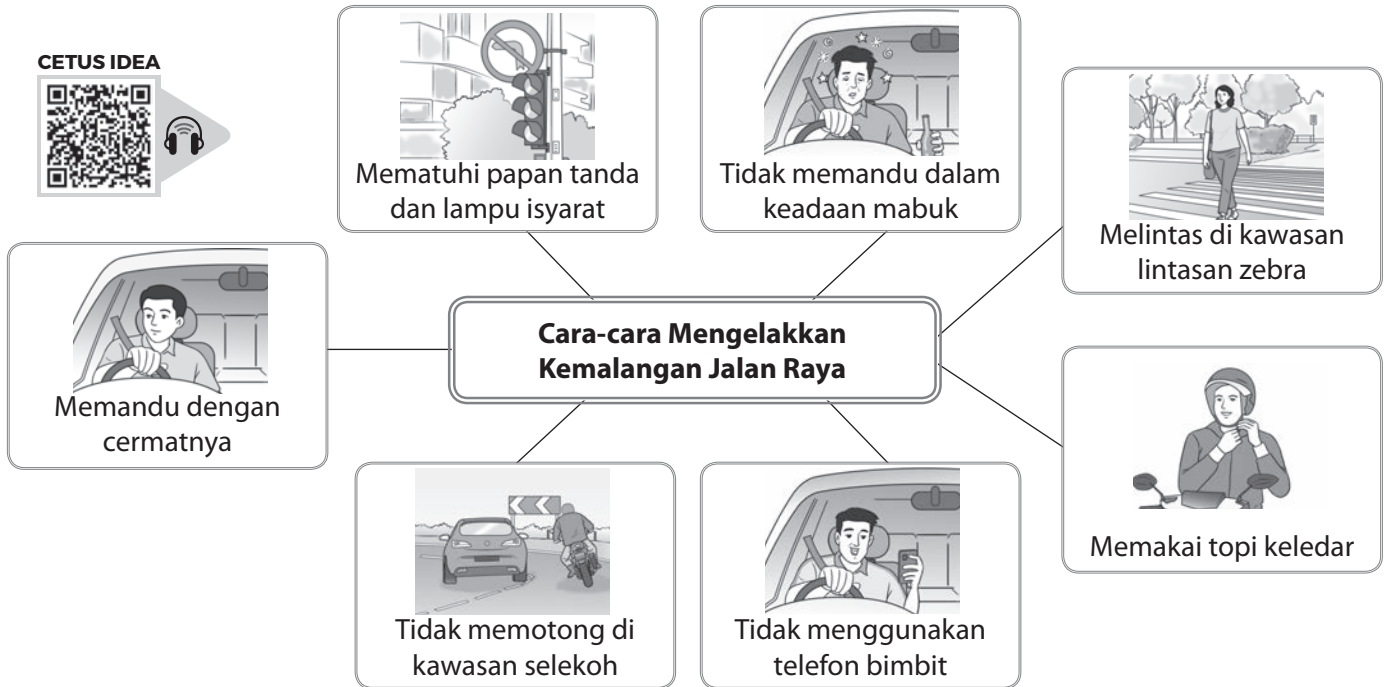 CETUS IDEA
Mematuhi papan tanda
dan lampu isyarat
Tidak memandu dalam
keadaan mabuk
Melintas di kawasan
lintasan zebra
Memandu dengan
cermatnya
Cara-cara Mengelakkan
Kemalangan Jalan Raya
Memakai topi keledar
Tidak memotong di
kawasan selekoh
Tidak menggunakan
telefon bimbit